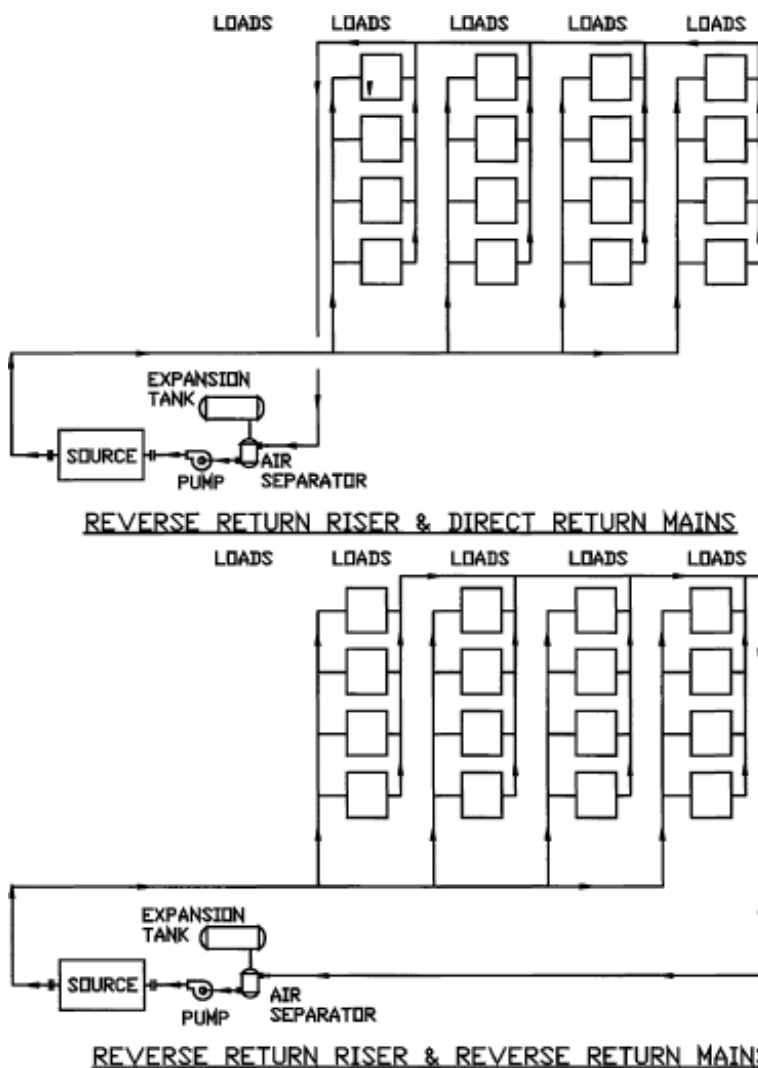 LOADS LOADS LOADS LOADS LOADS
EXPANSION
TANK
SOURCE
PUMP
AIR
SEPARATOR
REVERSE RETURN RISER & DIRECT RETURN MAINS
LOADS LOADS LOADS LOADS LOADS
EXPANSION
TANK
SOURCE
PUMP
AIR
SEPARATOR
REVERSE RETURN RISER & REVERSE RETURN MAINS